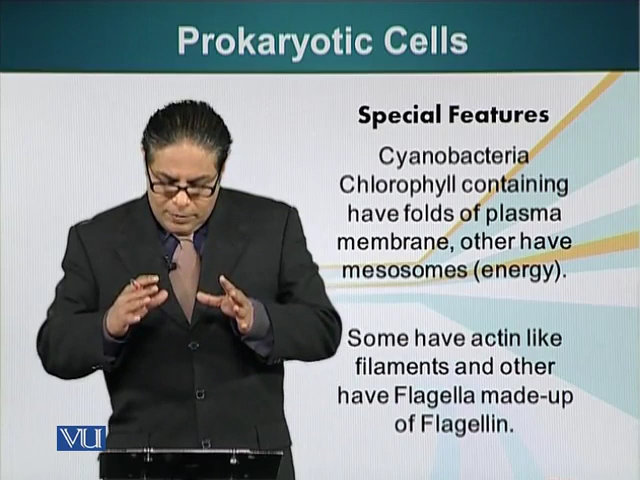 Prokaryotic Cells
Special Features
Cyanobacteria
Chlorophyll containing
have folds of plasma
membrane, other have
mesosomes (energy).
Some have actin like
filaments and other
have Flagella made-up
of Flagellin.
VU